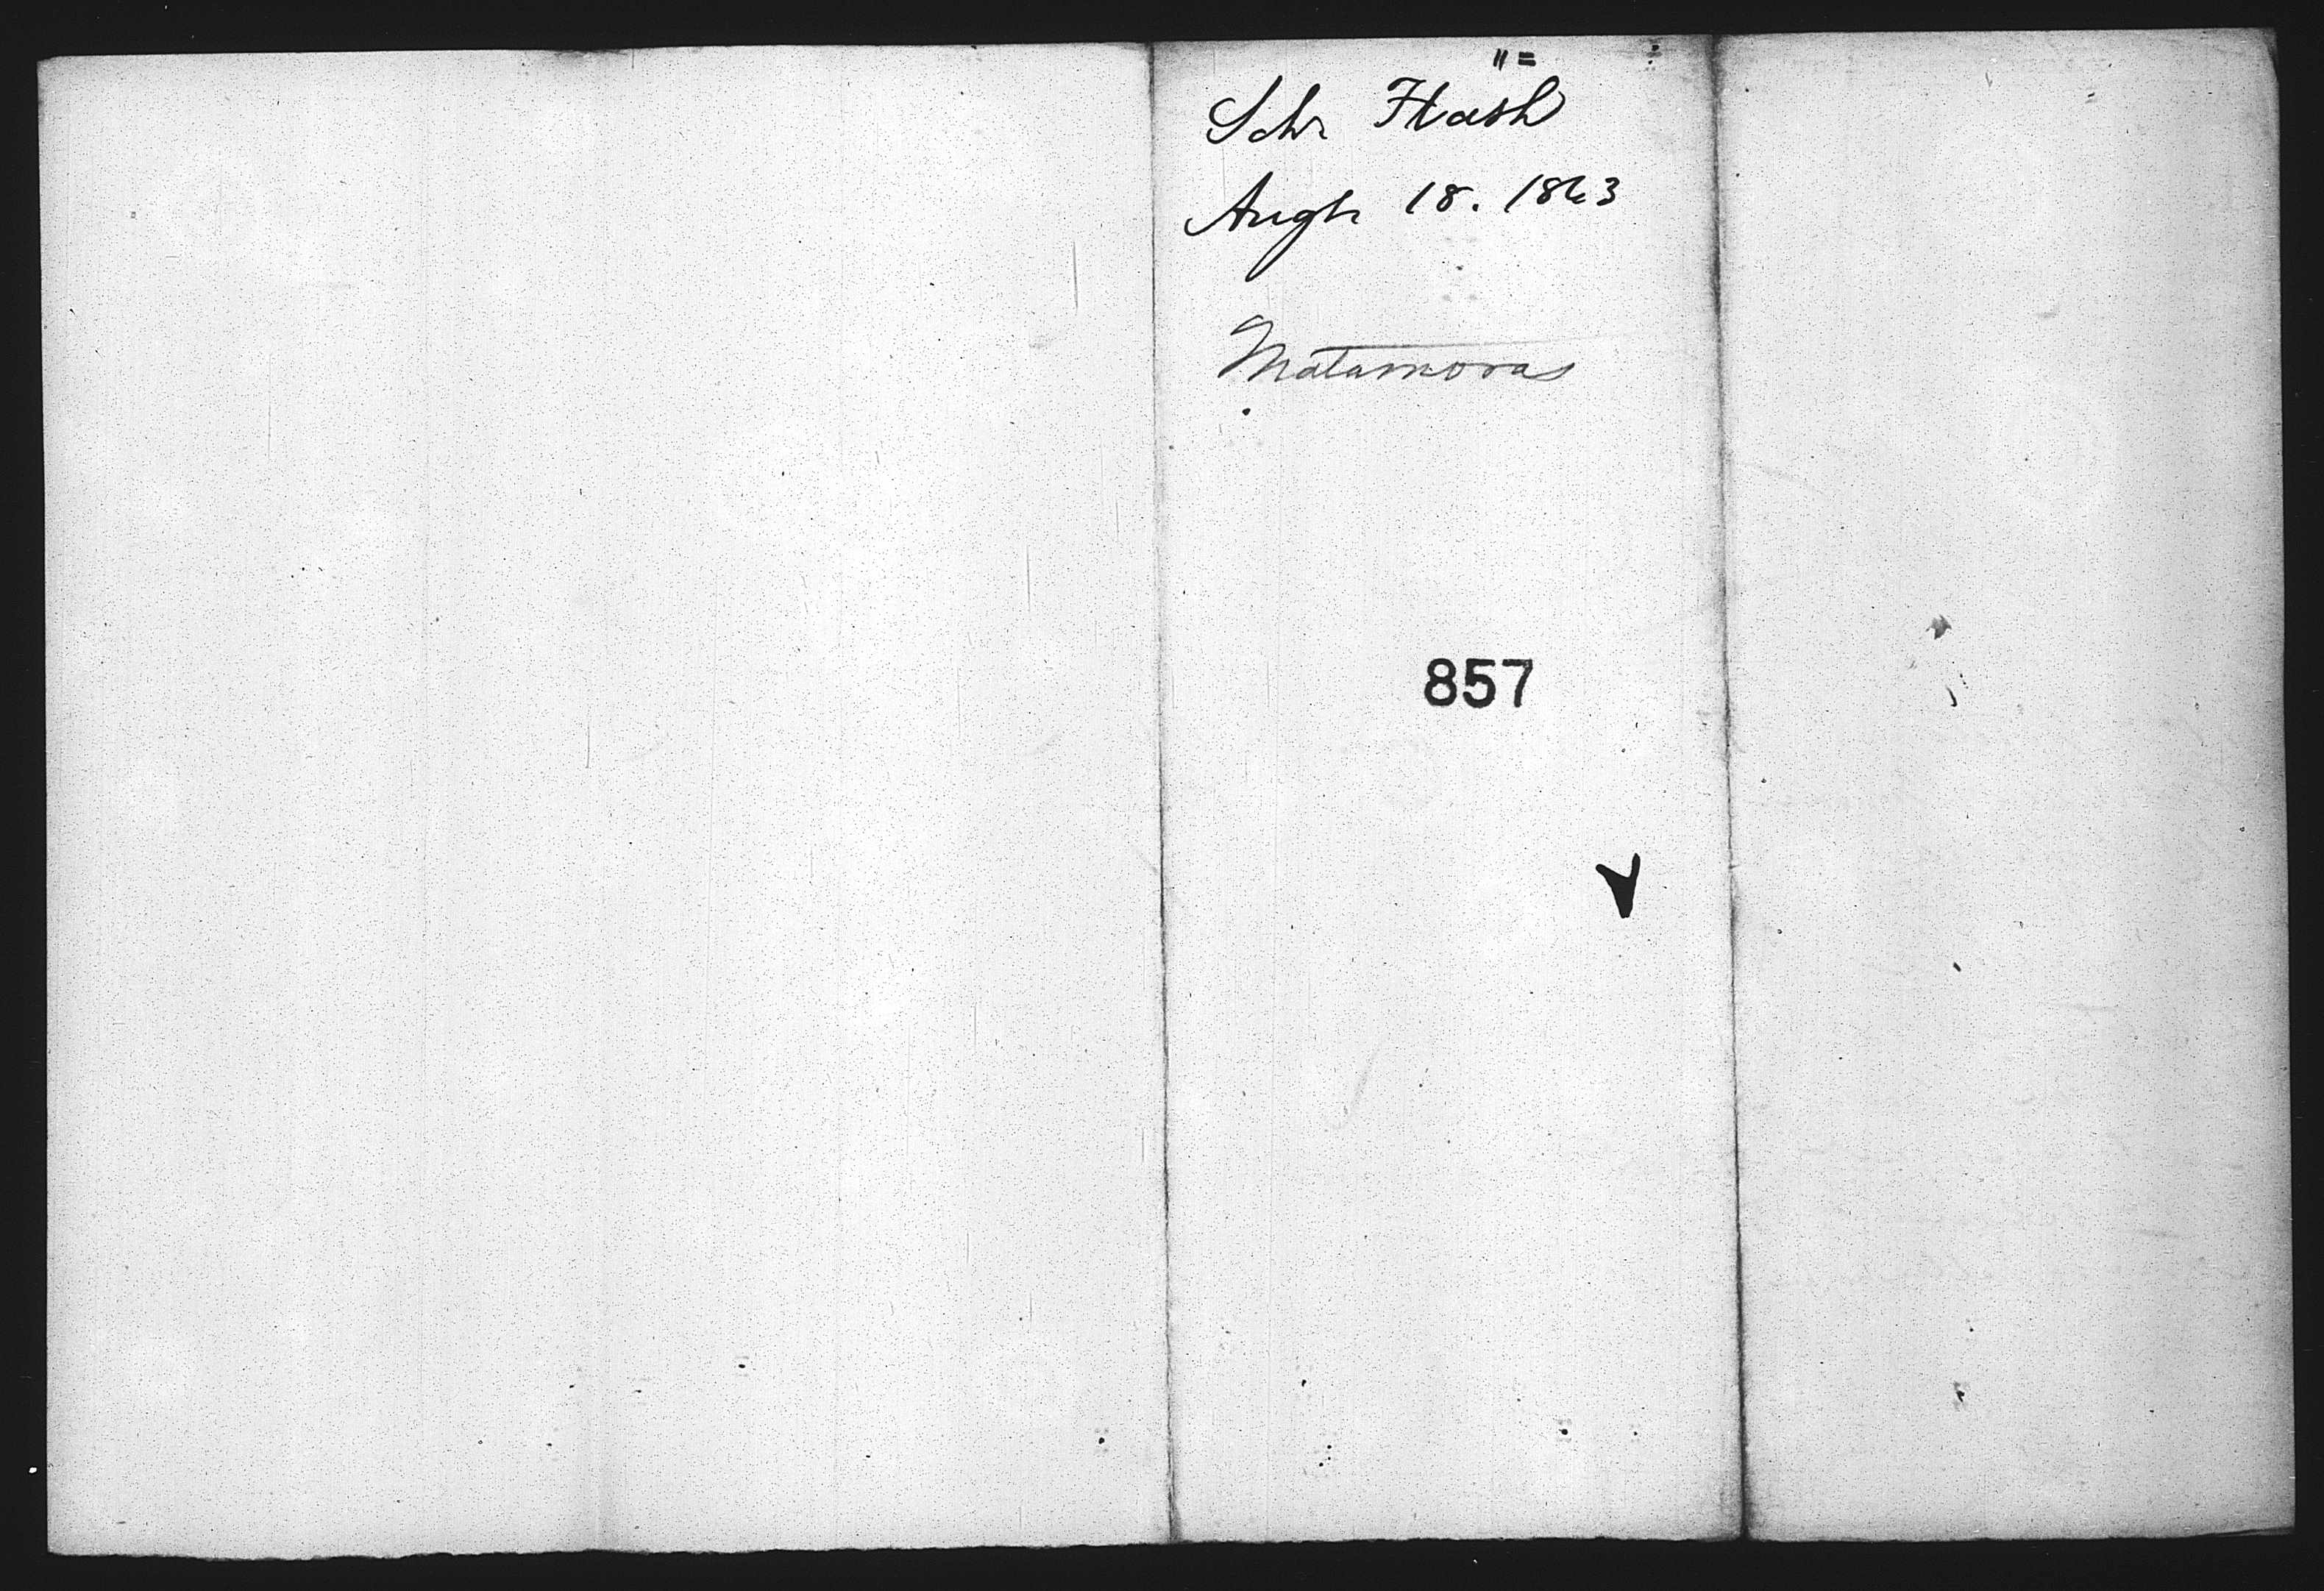 Schr Flash
Augt 18. 1863
Matamoras
857